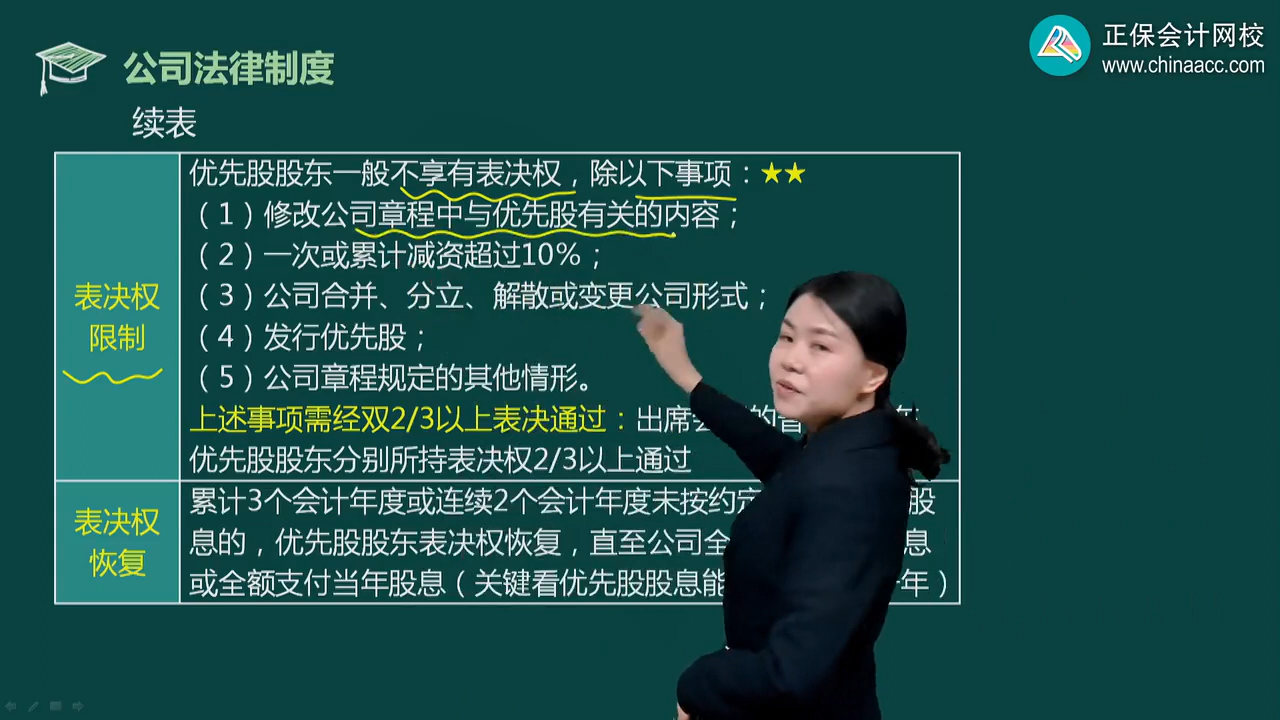 正保会计网校
www.chinaacc.com
公司法律制度
续表
表决权
限制
优先股股东一般不享有表决权，除以下事项：★★
（1）修改公司章程中与优先股有关的内容；
（2）一次或累计减资超过10%；
（3）公司合并、分立、解散或变更公司形式；
（4）发行优先股；
（5）公司章程规定的其他情形。
上述事项需经双2/3以上表决通过：出席
优先股股东分别所持表决权2/3以上通过
表决权
恢复
累计3个会计年度或连续2个会计年度未按约 股
息的，优先股股东表决权恢复，直至公司全 息
或全额支付当年股息（关键看优先股股息能 年）